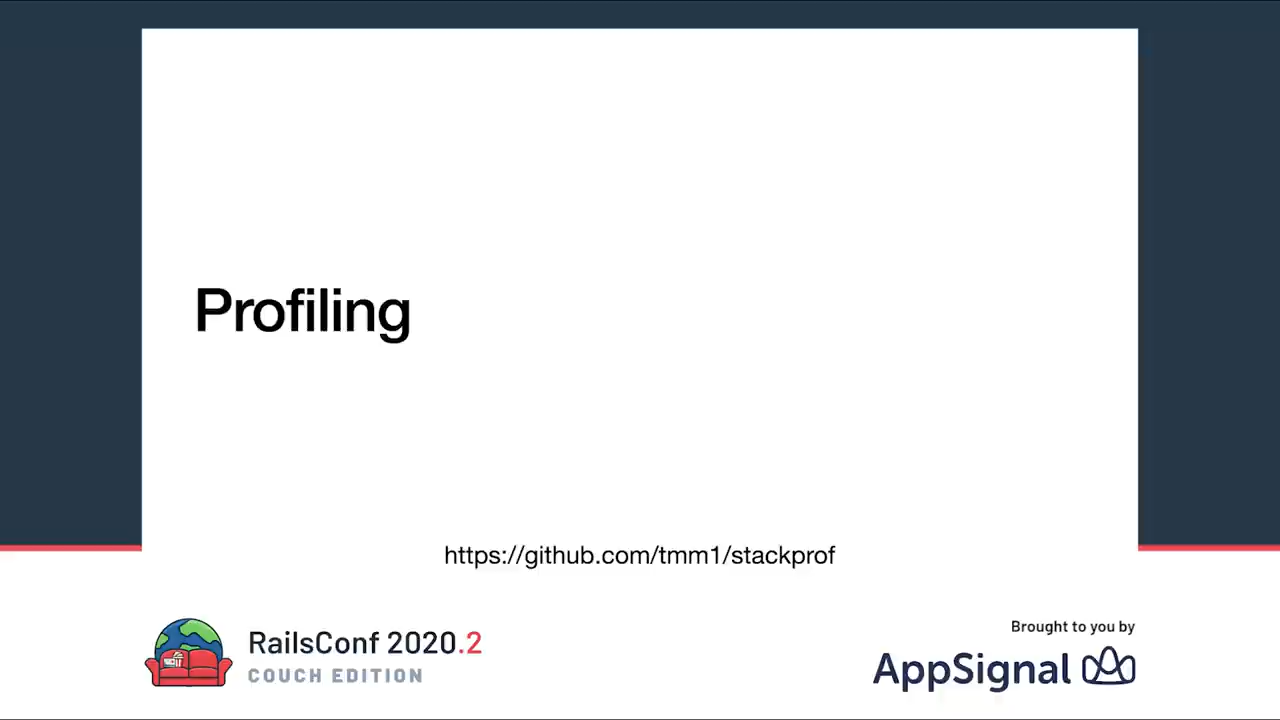 Profiling
https://github.com/tmm1/stackprof
RailsConf 2020.2
COUCH EDITION
Brought to you by
AppSignal